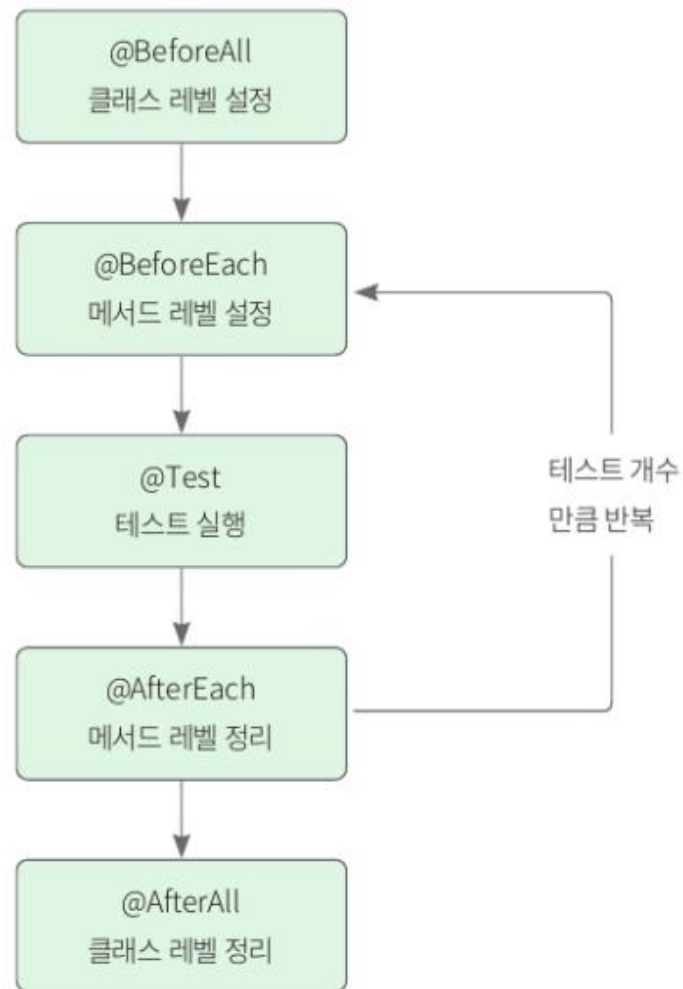 @BeforeAll
클래스 레벨 설정
@BeforeEach
메서드 레벨 설정
@Test
테스트 실행
테스트 개수
만큼 반복
@AfterEach
메서드 레벨 정리
@AfterAll
클래스 레벨 정리